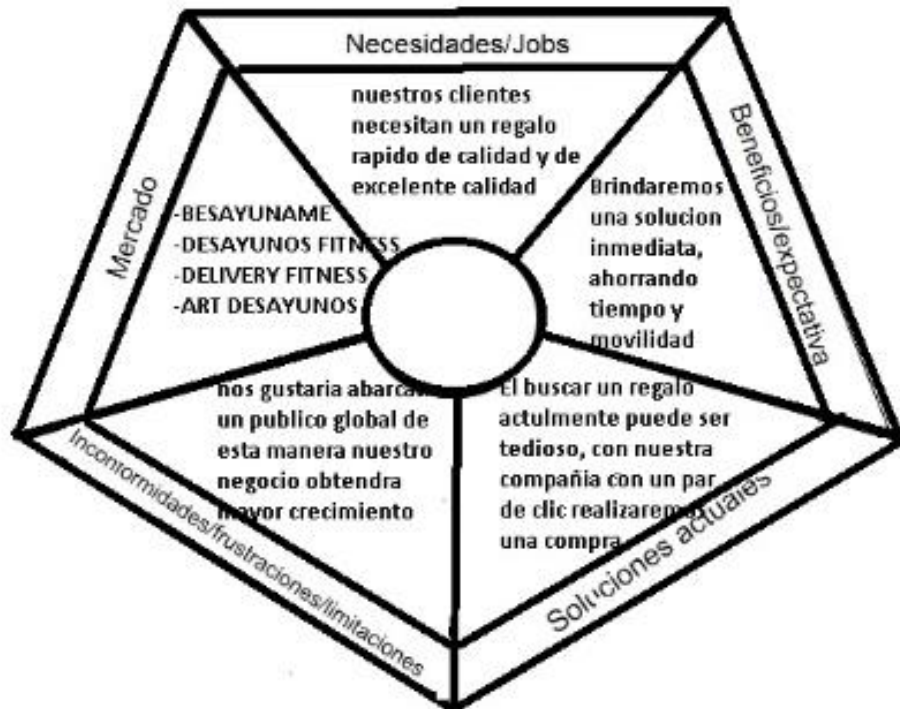 Necesidades/Jobs
nuestros clientes
necesitan un regalo
rapido de calidad y de
excelente calidad
Beneficios/expectativa
Brindaremos
una solucion
inmediata,
ahorrando
tiempo y
movilidad
Mercado
-BESAYUNAME
-DESAYUNOS FITNESS
-DELIVERY FITNESS
-ART DESAYUNOS
nos gustaria abarcar
un publico global de
esta manera nuestro
negocio obtendra
mayor crecimiento
Inconformidades/frustraciones/limitaciones
El buscar un regalo
actulmente puede ser
tedioso, con nuestra
compañia con un par
de clic realizaremos
una compra
Soluciones actuales